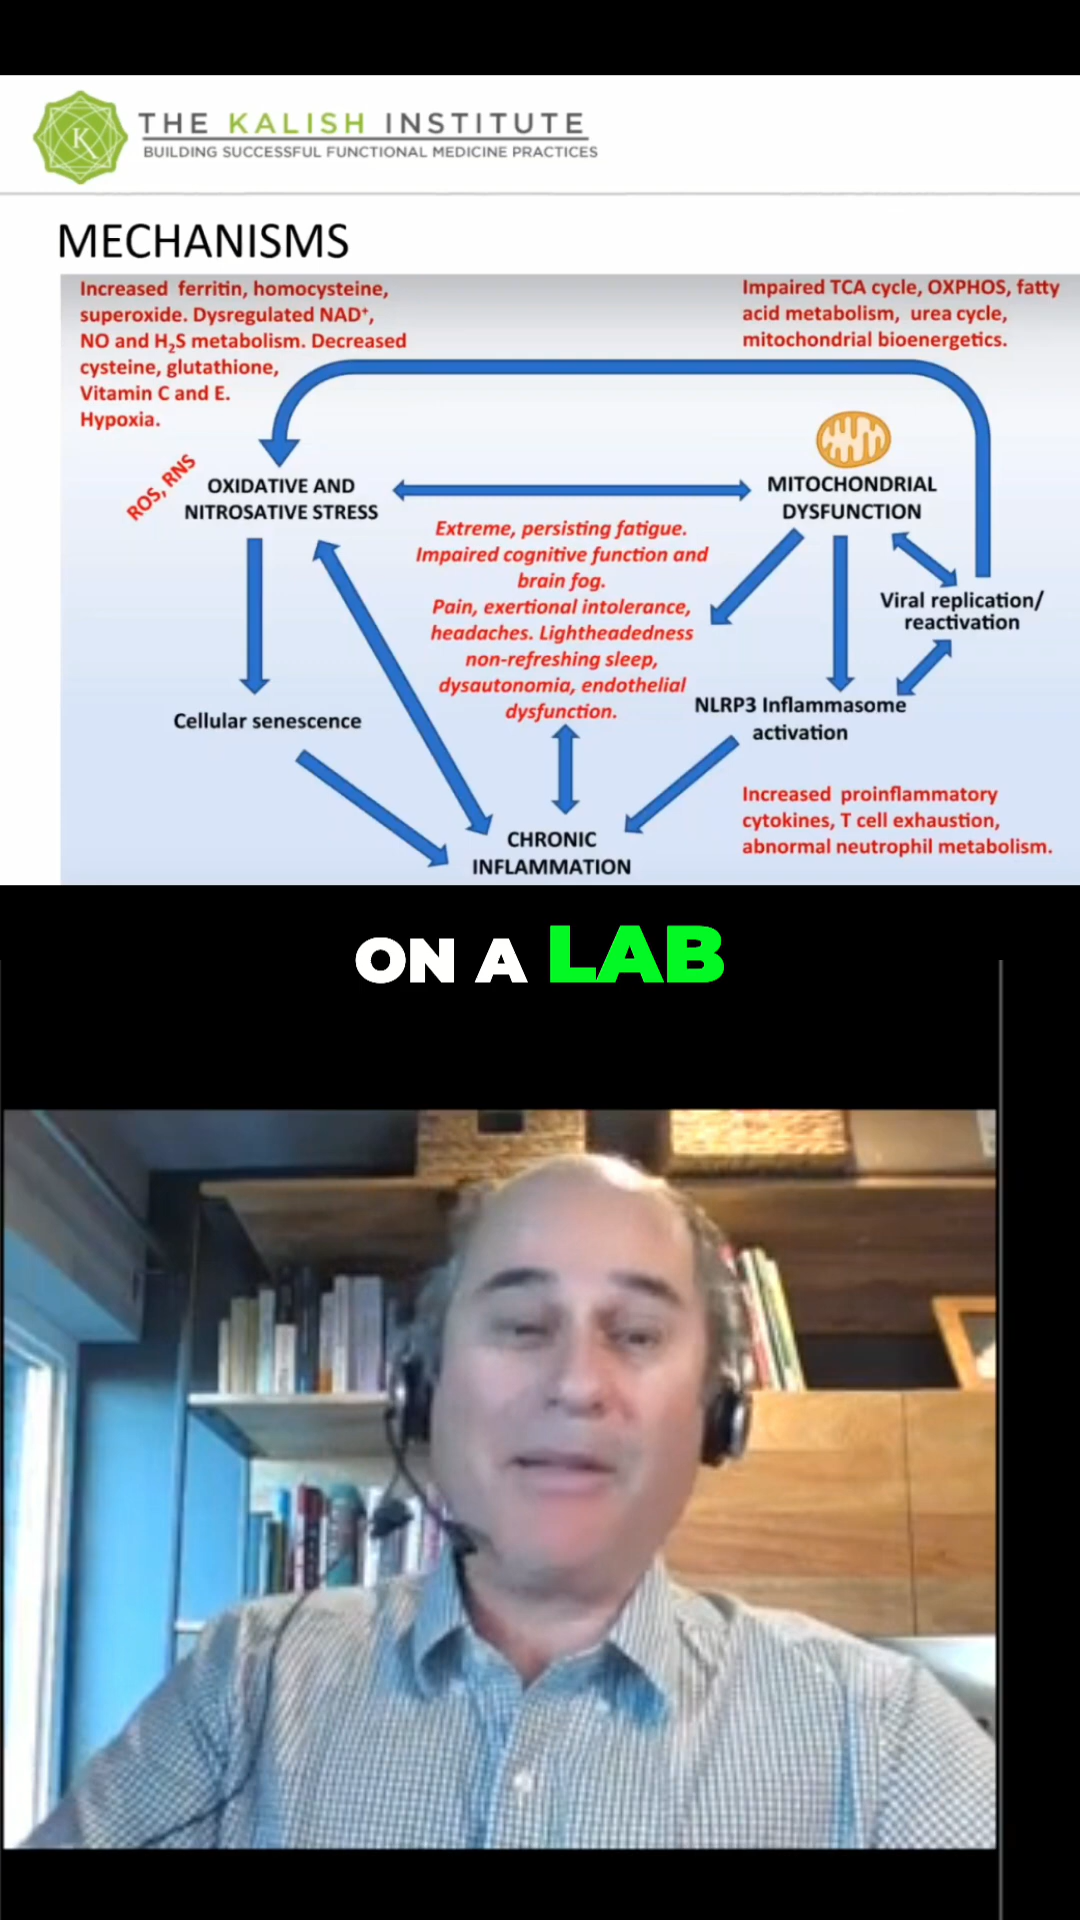 K
THE KALISH INSTITUTE
BUILDING SUCCESSFUL FUNCTIONAL MEDICINE PRACTICES
MECHANISMS
Increased ferritin, homocysteine,
superoxide. Dysregulated NAD⁺,
NO and H₂S metabolism. Decreased
cysteine, glutathione,
Vitamin C and E.
Hypoxia.
Impaired TCA cycle, OXPHOS, fatty
acid metabolism, urea cycle,
mitochondrial bioenergetics.
ROS, RNS
OXIDATIVE AND
NITROSATIVE STRESS
MITOCHONDRIAL
DYSFUNCTION
Extreme, persisting fatigue.
Impaired cognitive function and
brain fog.
Pain, exertional intolerance,
headaches. Lightheadedness
non-refreshing sleep,
dysautonomia, endothelial
dysfunction.
Viral replication/
reactivation
Cellular senescence
NLRP3 Inflammasome
activation
Increased proinflammatory
cytokines, T cell exhaustion,
abnormal neutrophil metabolism.
CHRONIC
INFLAMMATION
ON A LAB